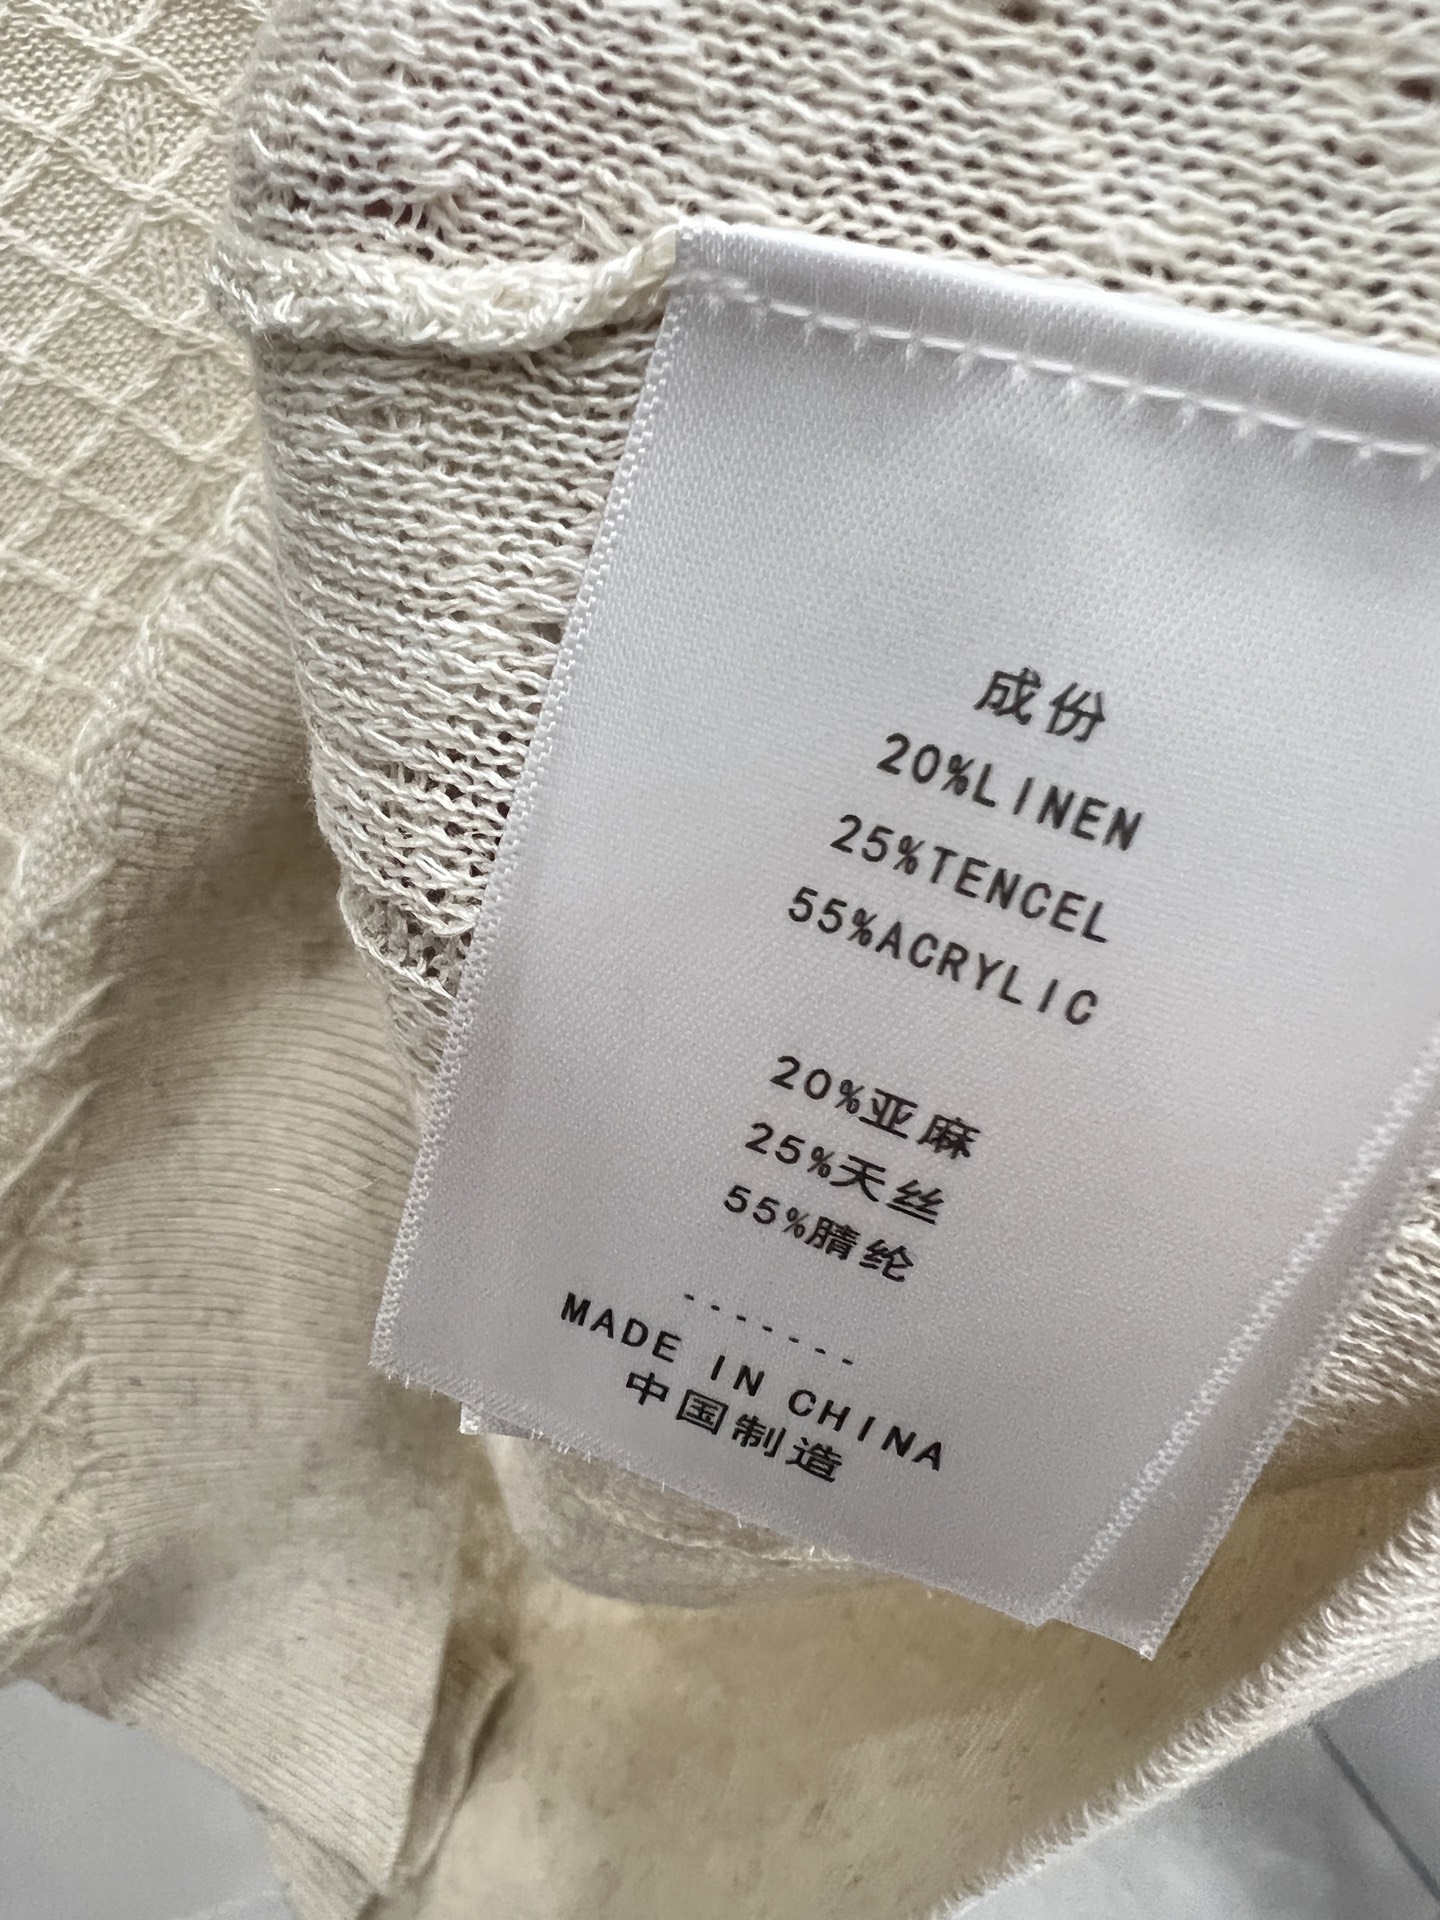 成份
20%LINEN
25%TENCEL
55%ACRYLIC
20%亚麻
25%天丝
55%腈纶
-------
MADE IN CHINA
中国制造